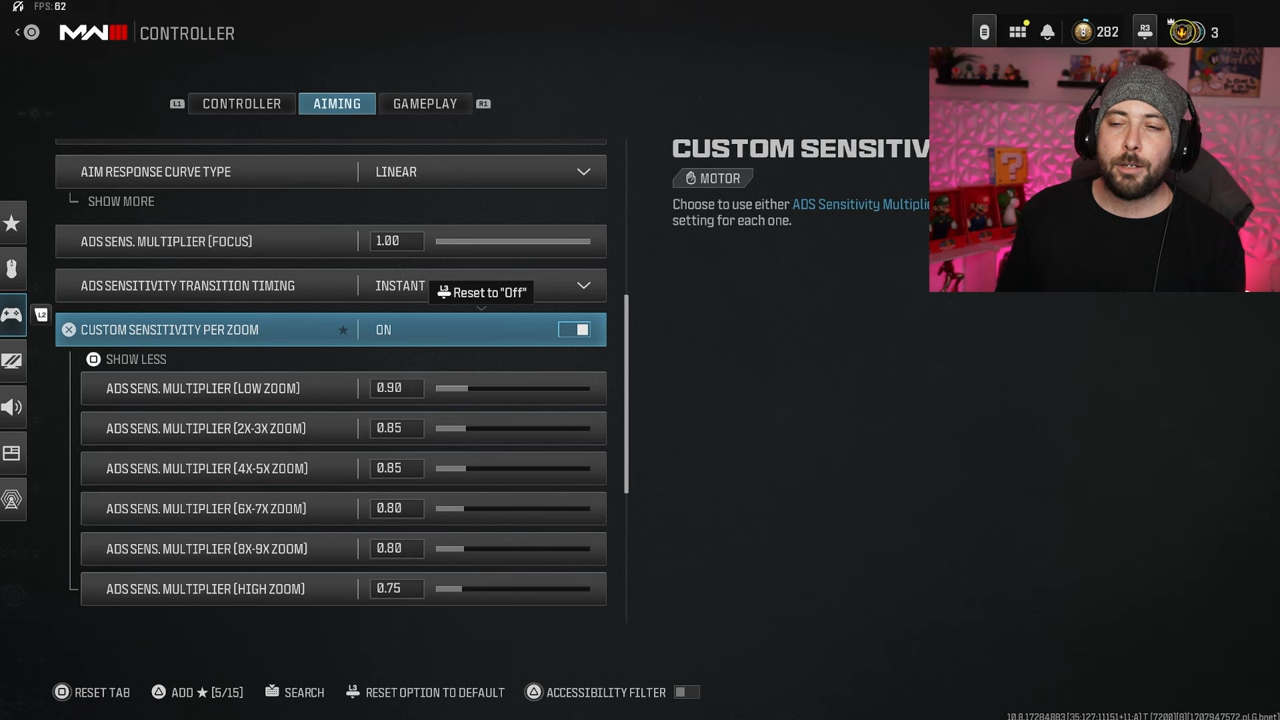 FPS: 62
MWIII CONTROLLER
282
R3
3
L1 CONTROLLER AIMING GAMEPLAY R1
AIM RESPONSE CURVE TYPE LINEAR
SHOW MORE
ADS SENS. MULTIPLIER (FOCUS) 1.00
ADS SENSITIVITY TRANSITION TIMING INSTANT
L3 Reset to "Off"
L2
CUSTOM SENSITIVITY PER ZOOM ON
SHOW LESS
ADS SENS. MULTIPLIER (LOW ZOOM) 0.90
ADS SENS. MULTIPLIER (2X-3X ZOOM) 0.85
ADS SENS. MULTIPLIER (4X-5X ZOOM) 0.85
ADS SENS. MULTIPLIER (6X-7X ZOOM) 0.80
ADS SENS. MULTIPLIER (8X-9X ZOOM) 0.80
ADS SENS. MULTIPLIER (HIGH ZOOM) 0.75
CUSTOM SENSITIV
MOTOR
Choose to use either ADS Sensitivity Multiplie
setting for each one.
RESET TAB ADD ★ [5/15] SEARCH L3 RESET OPTION TO DEFAULT ACCESSIBILITY FILTER